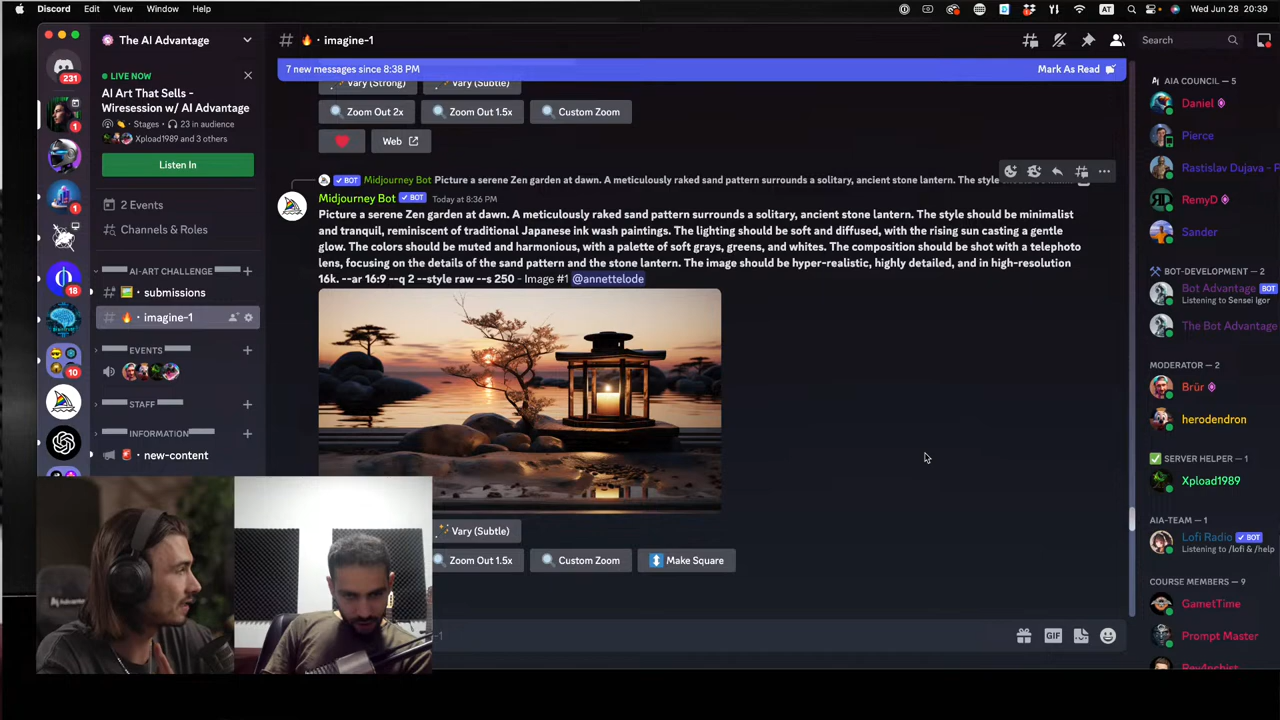 Discord Edit View Window Help
AT
Wed Jun 28 20:39
The AI Advantage
# 🔥 · imagine-1
Search
231
LIVE NOW
AI Art That Sells -
Wiresession w/ AI Advantage
👏 · Stages · 23 in audience
Xpload1989 and 3 others
Listen In
2 Events
Channels & Roles
AI-ART CHALLENGE
🖼️ · submissions
🔥 · imagine-1
EVENTS
STAFF
INFORMATION
🚨 · new-content
1
1
1
18
10
7 new messages since 8:38 PM
Mark As Read
Vary (Strong) Vary (Subtle)
Zoom Out 2x Zoom Out 1.5x Custom Zoom
Web
BOT Midjourney Bot Picture a serene Zen garden at dawn. A meticulously raked sand pattern surrounds a solitary, ancient stone lantern. The style
Midjourney Bot BOT Today at 8:36 PM
Picture a serene Zen garden at dawn. A meticulously raked sand pattern surrounds a solitary, ancient stone lantern. The style should be minimalist
and tranquil, reminiscent of traditional Japanese ink wash paintings. The lighting should be soft and diffused, with the rising sun casting a gentle
glow. The colors should be muted and harmonious, with a palette of soft grays, greens, and whites. The composition should be shot with a telephoto
lens, focusing on the details of the sand pattern and the stone lantern. The image should be hyper-realistic, highly detailed, and in high-resolution
16k. --ar 16:9 --q 2 --style raw --s 250 - Image #1 @annettelode
Vary (Subtle)
Zoom Out 1.5x Custom Zoom Make Square
-1
GIF
AIA COUNCIL — 5
Daniel
Pierce
Rastislav Dujava
RemyD
Sander
BOT-DEVELOPMENT — 2
Bot Advantage BOT
Listening to Sensei Igor
The Bot Advantage
MODERATOR — 2
Brür
herodendron
SERVER HELPER — 1
Xpload1989
AIA-TEAM — 1
Lofi Radio BOT
Listening to /lofi & /help
COURSE MEMBERS — 9
GametTime
Prompt Master